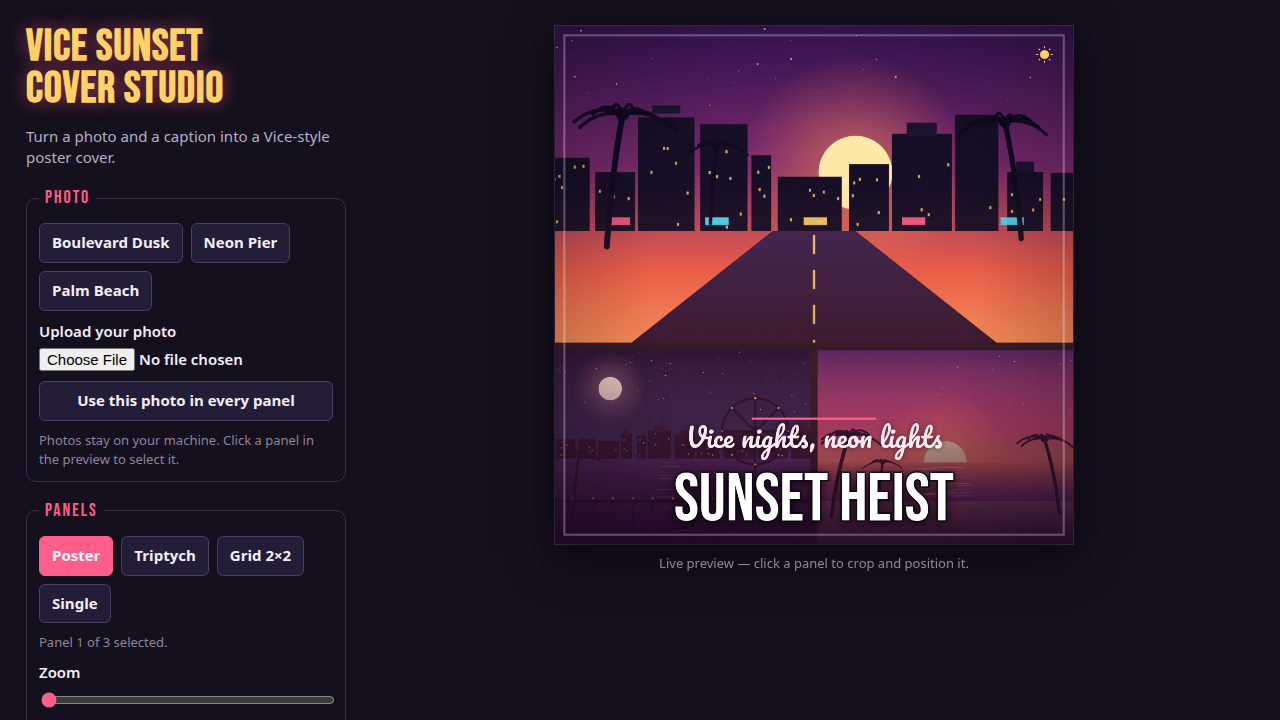 VICE SUNSET
COVER STUDIO
Turn a photo and a caption into a Vice-style
poster cover.
PHOTO
Boulevard Dusk
Neon Pier
Palm Beach
Upload your photo
Choose File No file chosen
Use this photo in every panel
Photos stay on your machine. Click a panel in
the preview to select it.
PANELS
Poster
Triptych
Grid 2×2
Single
Panel 1 of 3 selected.
Zoom
Vice nights, neon lights
SUNSET HEIST
Live preview — click a panel to crop and position it.